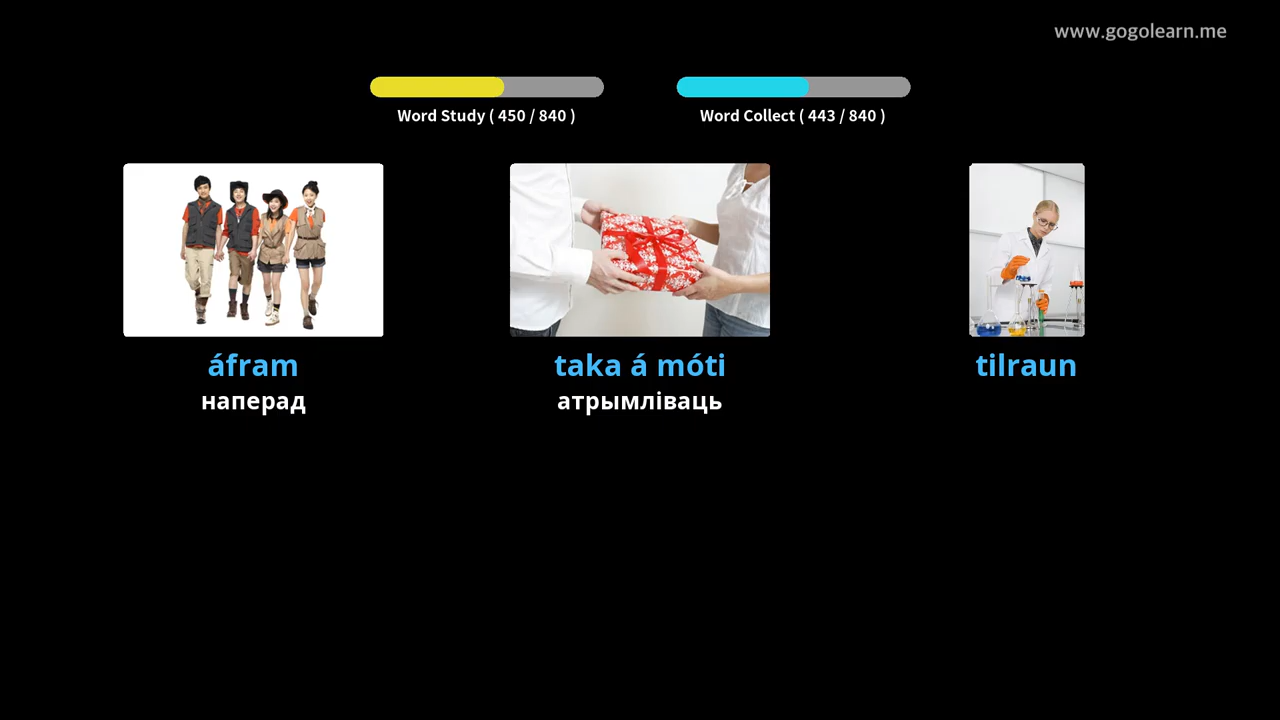 www.gogolearn.me
Word Study ( 450 / 840 )
Word Collect ( 443 / 840 )
áfram
taka á móti
tilraun
наперад
атрымліваць